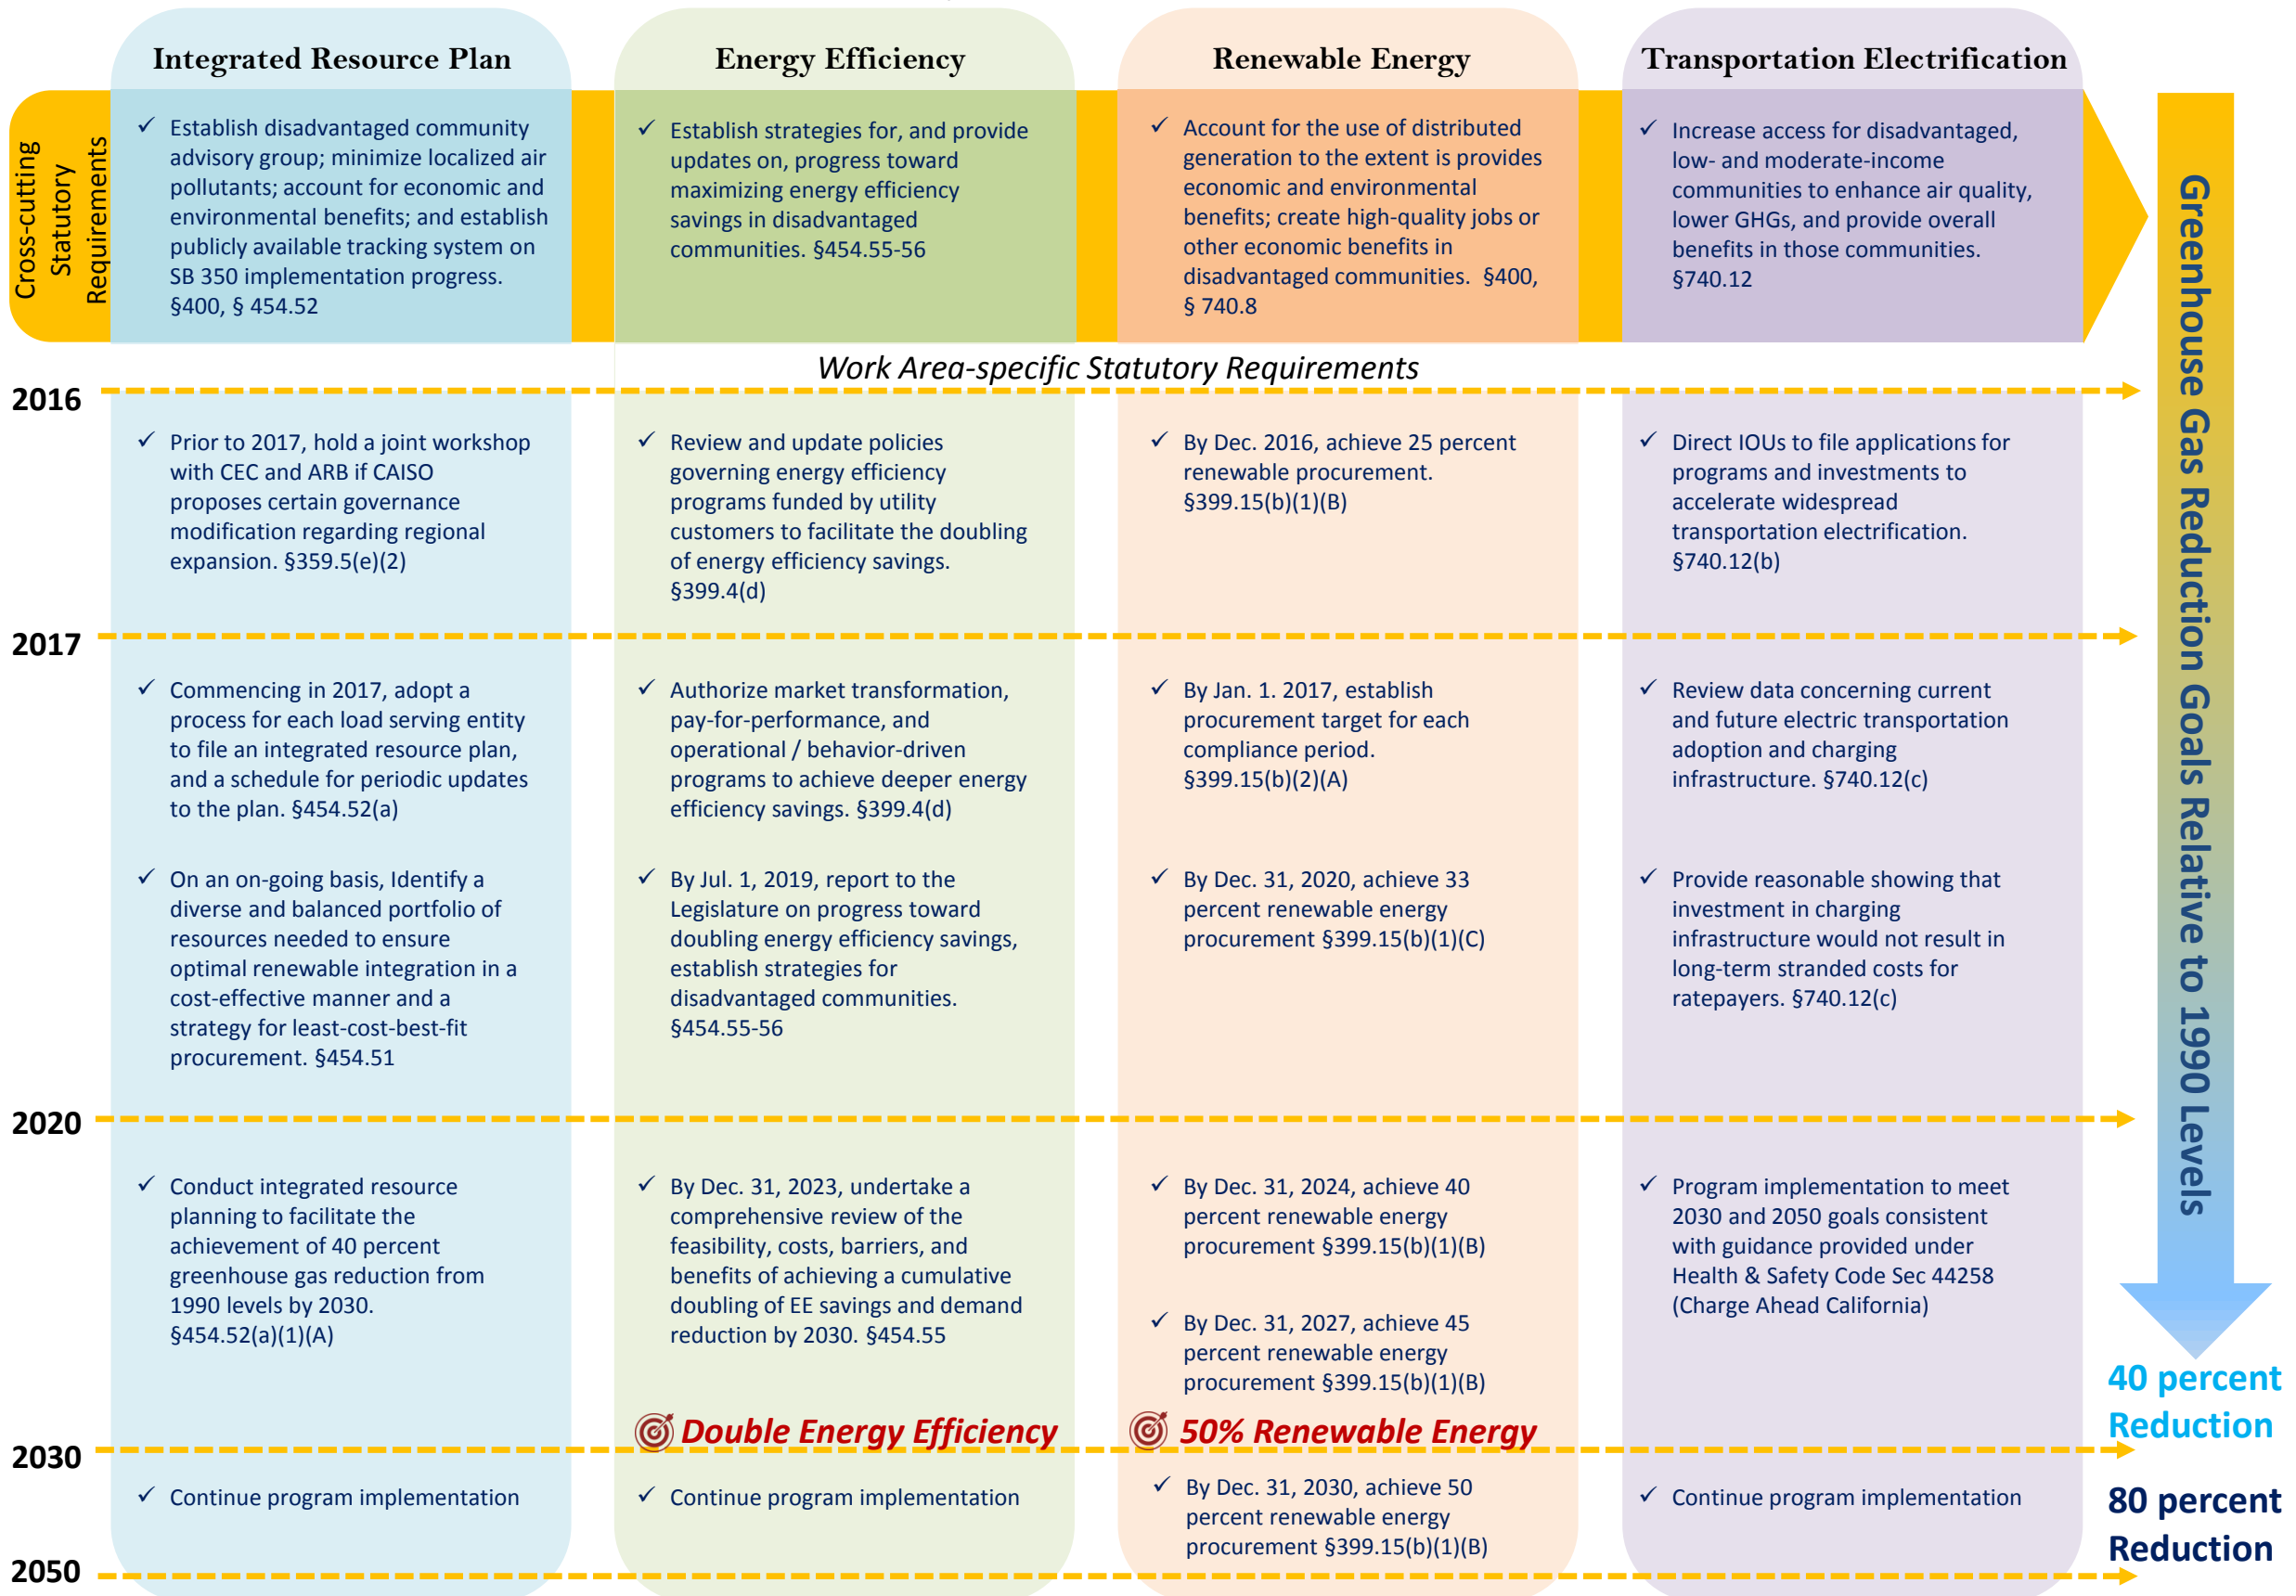 Integrated Resource Plan
Energy Efficiency
Renewable Energy
Transportation Electrification
Cross-cutting
Statutory
Requirements
✓ Establish disadvantaged community
advisory group; minimize localized air
pollutants; account for economic and
environmental benefits; and establish
publicly available tracking system on
SB 350 implementation progress.
§400, § 454.52
✓ Establish strategies for, and provide
updates on, progress toward
maximizing energy efficiency
savings in disadvantaged
communities. §454.55-56
✓ Account for the use of distributed
generation to the extent is provides
economic and environmental
benefits; create high-quality jobs or
other economic benefits in
disadvantaged communities. §400,
§ 740.8
✓ Increase access for disadvantaged,
low- and moderate-income
communities to enhance air quality,
lower GHGs, and provide overall
benefits in those communities.
§740.12
Greenhouse Gas Reduction Goals Relative to 1990 Levels
Work Area-specific Statutory Requirements
2016
✓ Prior to 2017, hold a joint workshop
with CEC and ARB if CAISO
proposes certain governance
modification regarding regional
expansion. §359.5(e)(2)
✓ Review and update policies
governing energy efficiency
programs funded by utility
customers to facilitate the doubling
of energy efficiency savings.
§399.4(d)
✓ By Dec. 2016, achieve 25 percent
renewable procurement.
§399.15(b)(1)(B)
✓ Direct IOUs to file applications for
programs and investments to
accelerate widespread
transportation electrification.
§740.12(b)
2017
✓ Commencing in 2017, adopt a
process for each load serving entity
to file an integrated resource plan,
and a schedule for periodic updates
to the plan. §454.52(a)
✓ Authorize market transformation,
pay-for-performance, and
operational / behavior-driven
programs to achieve deeper energy
efficiency savings. §399.4(d)
✓ By Jan. 1. 2017, establish
procurement target for each
compliance period.
§399.15(b)(2)(A)
✓ Review data concerning current
and future electric transportation
adoption and charging
infrastructure. §740.12(c)
✓ On an on-going basis, Identify a
diverse and balanced portfolio of
resources needed to ensure
optimal renewable integration in a
cost-effective manner and a
strategy for least-cost-best-fit
procurement. §454.51
✓ By Jul. 1, 2019, report to the
Legislature on progress toward
doubling energy efficiency savings,
establish strategies for
disadvantaged communities.
§454.55-56
✓ By Dec. 31, 2020, achieve 33
percent renewable energy
procurement §399.15(b)(1)(C)
✓ Provide reasonable showing that
investment in charging
infrastructure would not result in
long-term stranded costs for
ratepayers. §740.12(c)
2020
✓ Conduct integrated resource
planning to facilitate the
achievement of 40 percent
greenhouse gas reduction from
1990 levels by 2030.
§454.52(a)(1)(A)
✓ By Dec. 31, 2023, undertake a
comprehensive review of the
feasibility, costs, barriers, and
benefits of achieving a cumulative
doubling of EE savings and demand
reduction by 2030. §454.55
✓ By Dec. 31, 2024, achieve 40
percent renewable energy
procurement §399.15(b)(1)(B)
✓ By Dec. 31, 2027, achieve 45
percent renewable energy
procurement §399.15(b)(1)(B)
✓ Program implementation to meet
2030 and 2050 goals consistent
with guidance provided under
Health & Safety Code Sec 44258
(Charge Ahead California)
Double Energy Efficiency
50% Renewable Energy
40 percent
Reduction
2030
✓ Continue program implementation
✓ Continue program implementation
✓ By Dec. 31, 2030, achieve 50
percent renewable energy
procurement §399.15(b)(1)(B)
✓ Continue program implementation
80 percent
Reduction
2050